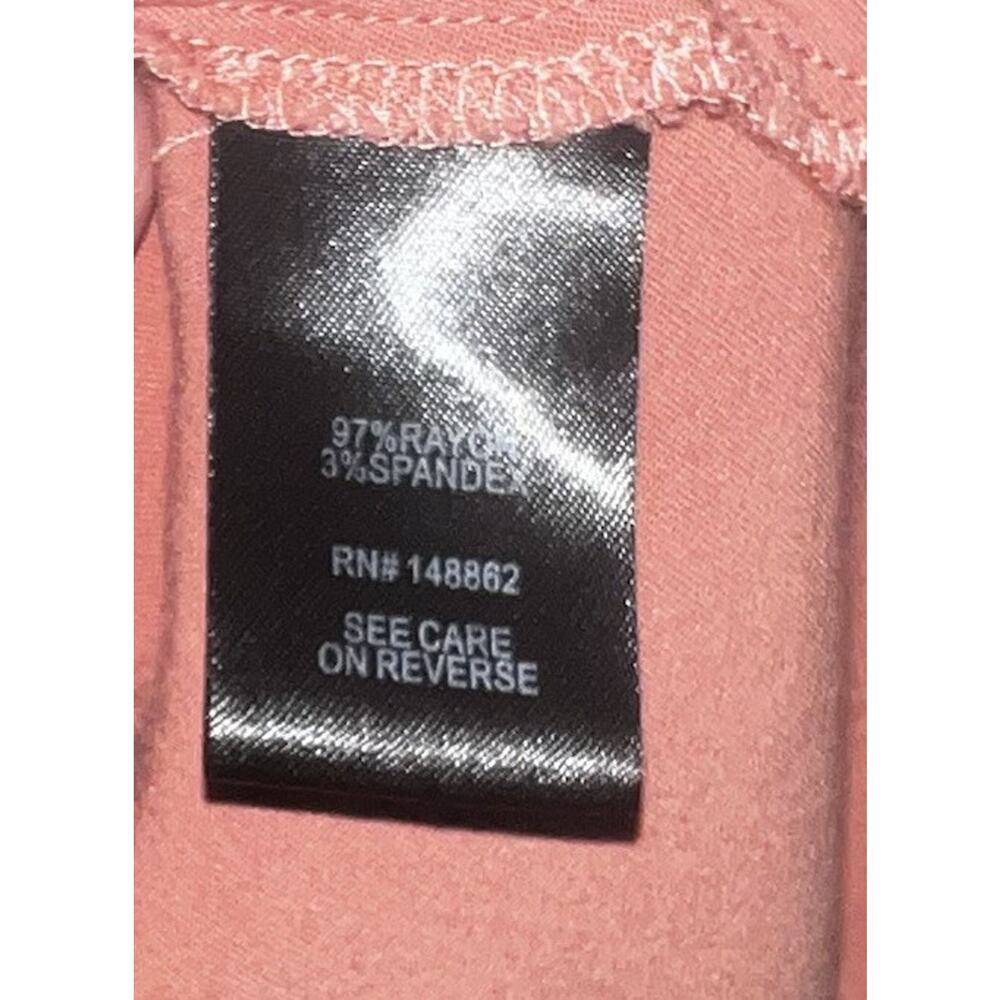 97%RAYON
3%SPANDEX
RN# 148862
SEE CARE
ON REVERSE